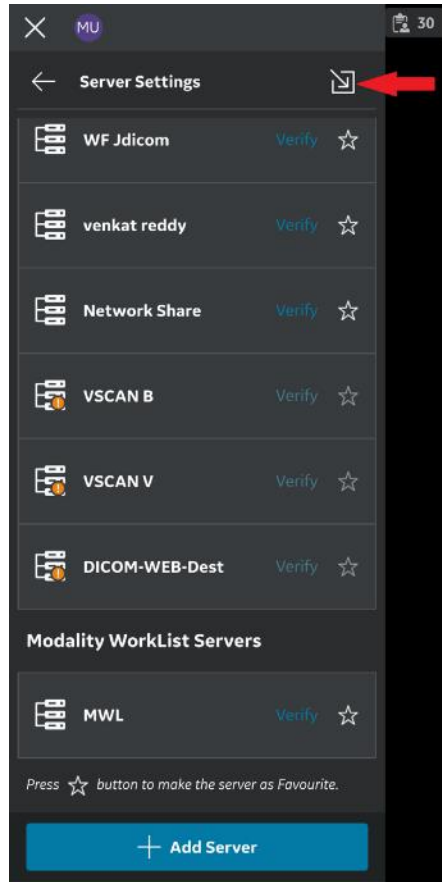 MU
30
Server Settings
WF Jdicom Verify
venkat reddy Verify
Network Share Verify
VSCAN B Verify
VSCAN V Verify
DICOM-WEB-Dest Verify
Modality WorkList Servers
MWL Verify
Press ☆ button to make the server as Favourite.
+ Add Server